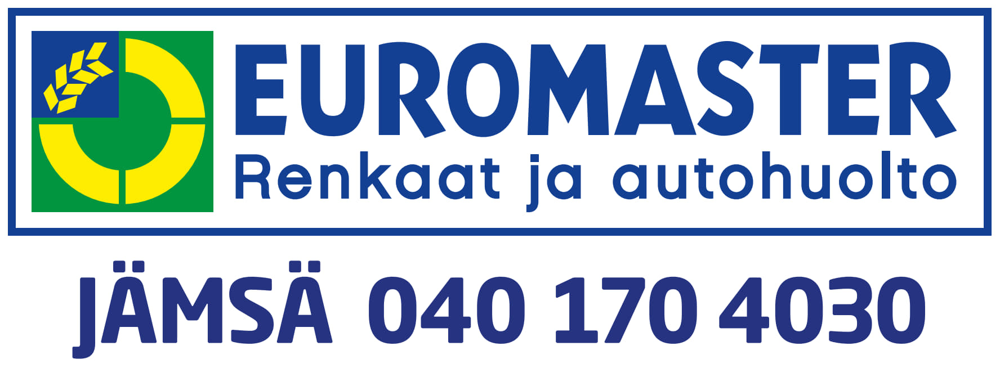 EUROMASTER
Renkaat ja autohuolto
JÄMSÄ 040 170 4030